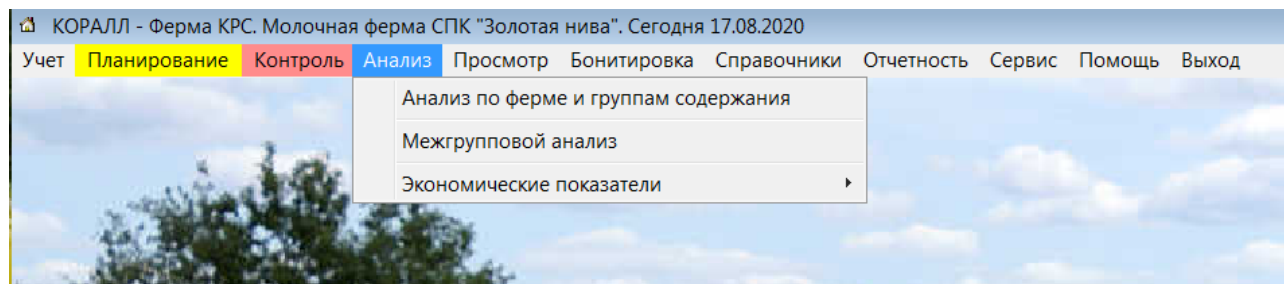 КОРАЛЛ - Ферма КРС. Молочная ферма СПК "Золотая нива". Сегодня 17.08.2020
Учет Планирование Контроль Анализ Просмотр Бонитировка Справочники Отчетность Сервис Помощь Выход
Анализ по ферме и группам содержания
Межгрупповой анализ
Экономические показатели